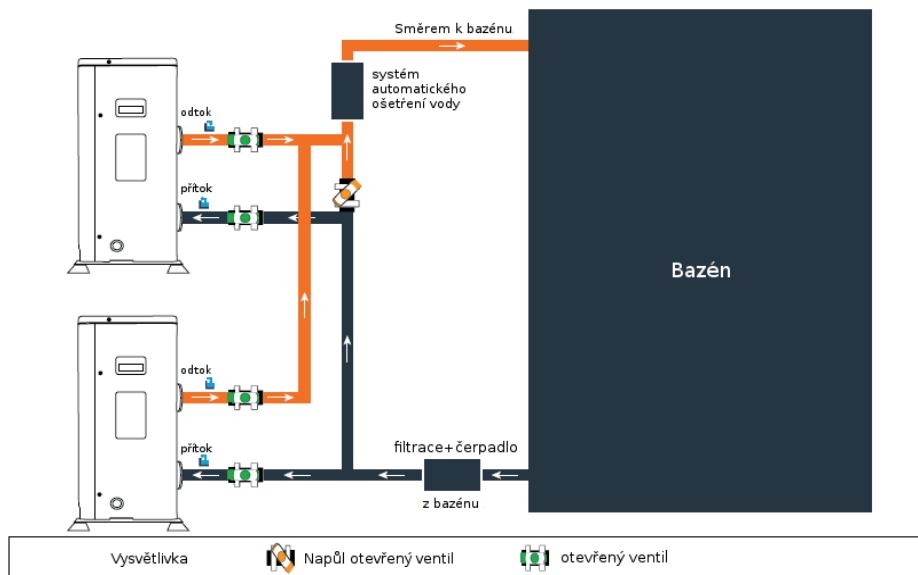 Směrem k bazénu
systém
automatického
ošetření vody
odtok
přítok
Bazén
odtok
přítok
filtrace+čerpadlo
z bazénu
Vysvětlivka
Napůl otevřený ventil
otevřený ventil